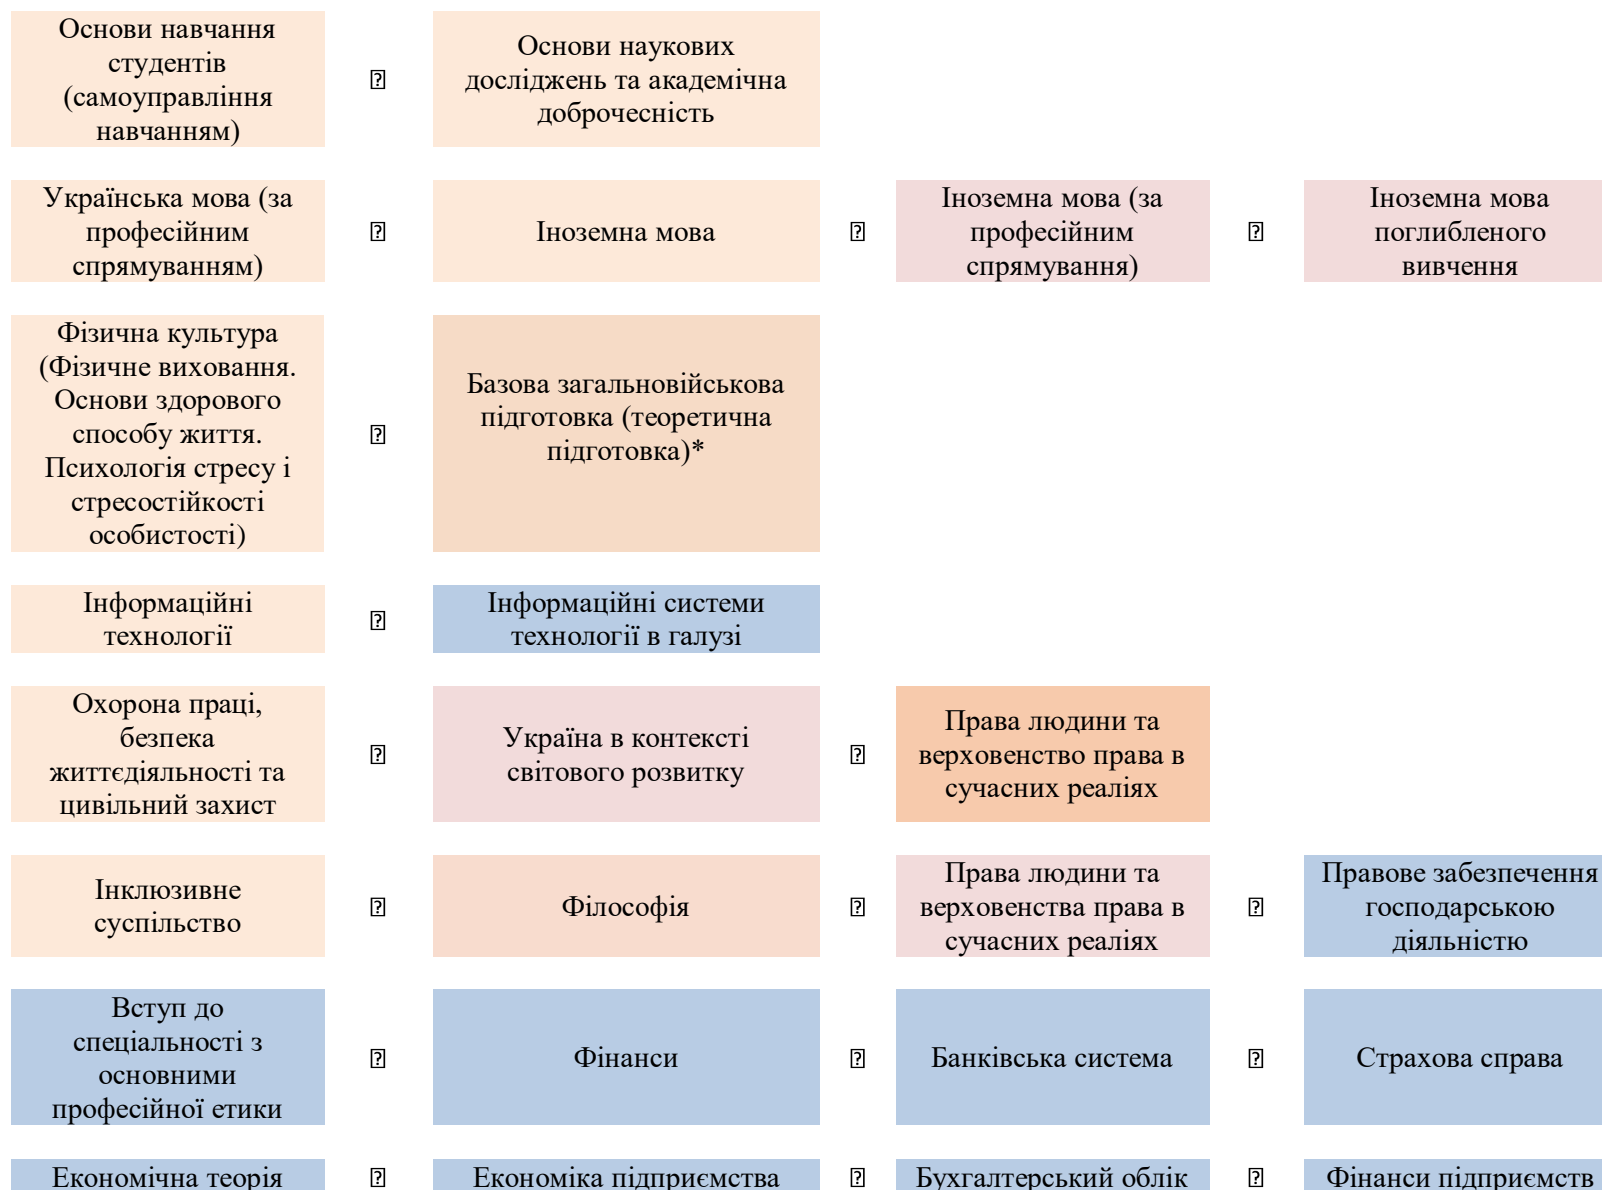 Основи навчання
студентів
(самоуправління
навчанням)
Основи наукових
досліджень та академічна
доброчесність
Українська мова (за
професійним
спрямуванням)
Іноземна мова
Іноземна мова (за
професійним
спрямування)
Іноземна мова
поглибленого
вивчення
Фізична культура
(Фізичне виховання.
Основи здорового
способу життя.
Психологія стресу і
стресостійкості
особистості)
Базова загальновійськова
підготовка (теоретична
підготовка)*
Інформаційні
технології
Інформаційні системи
технології в галузі
Охорона праці,
безпека
життєдіяльності та
цивільний захист
Україна в контексті
світового розвитку
Права людини та
верховенство права в
сучасних реаліях
Інклюзивне
суспільство
Філософія
Права людини та
верховенства права в
сучасних реаліях
Правове забезпечення
господарською
діяльністю
Вступ до
спеціальності з
основними
професійної етики
Фінанси
Банківська система
Страхова справа
Економічна теорія
Економіка підприємства
Бухгалтерський облік
Фінанси підприємств